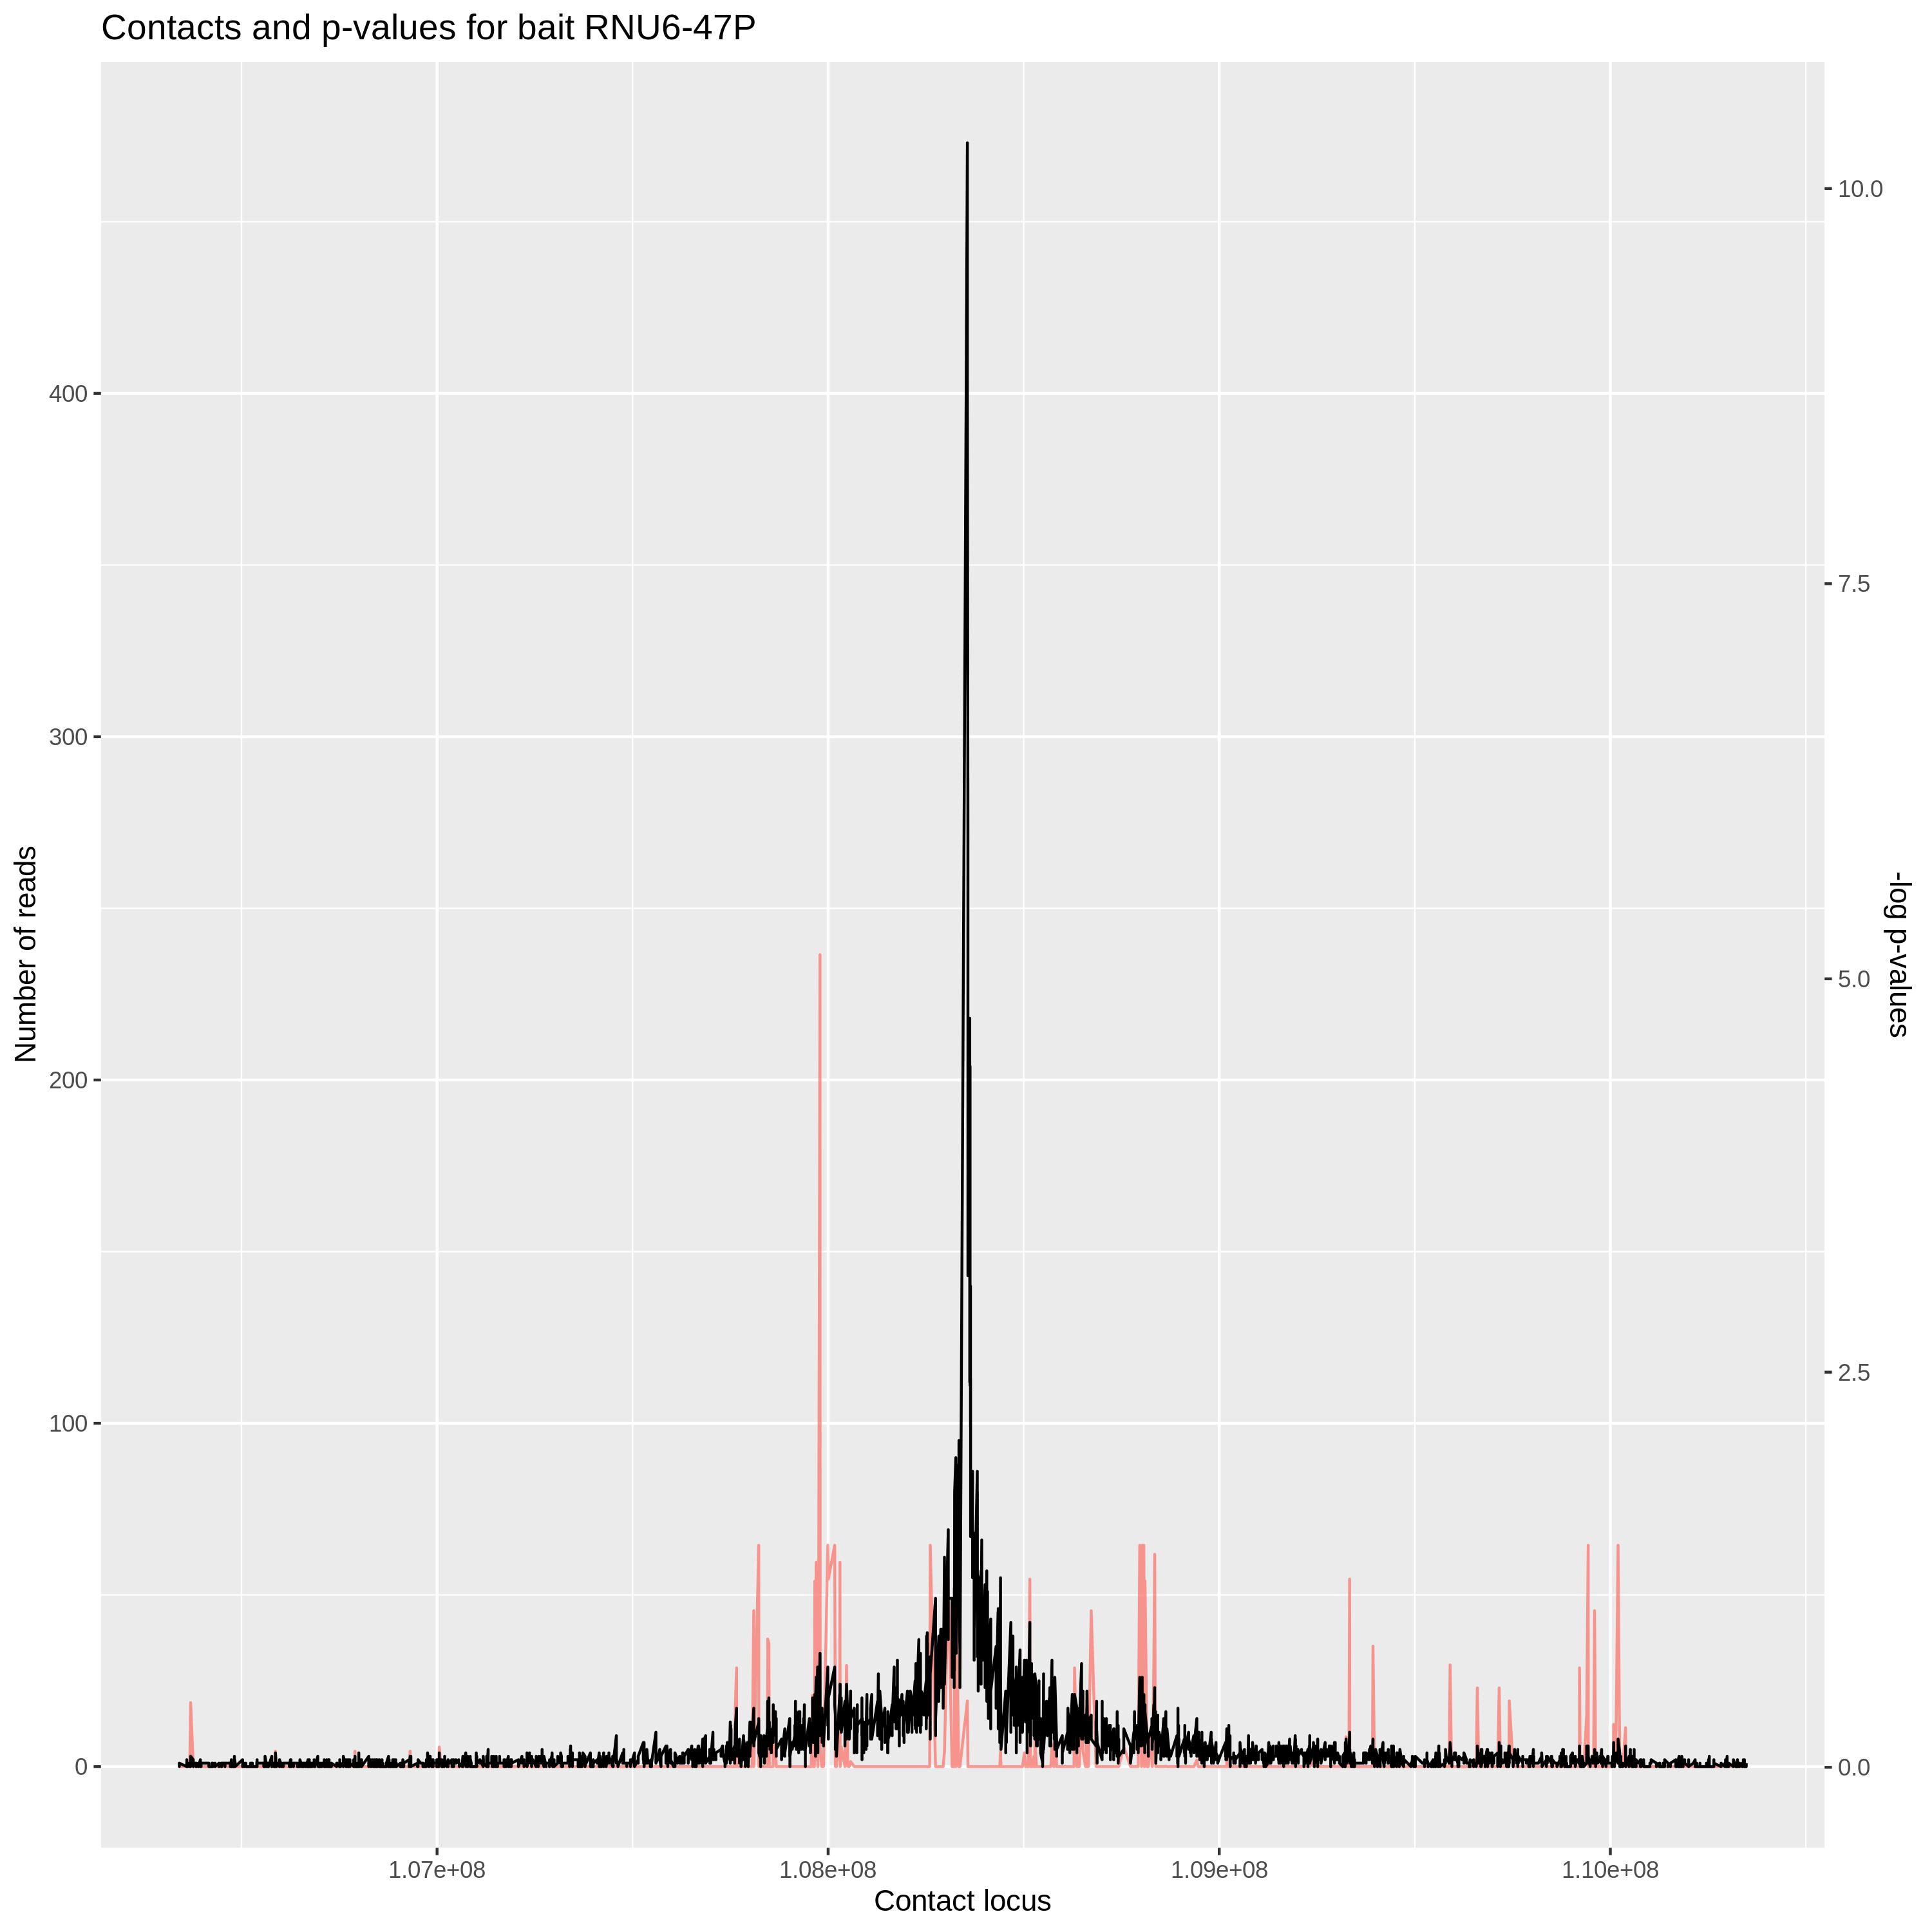 Contacts and p-values for bait RNU6-47P
Number of reads
400
300
200
100
0
10.0
7.5
5.0
2.5
0.0
-log p-values
1.07e+08
1.08e+08
1.09e+08
1.10e+08
Contact locus